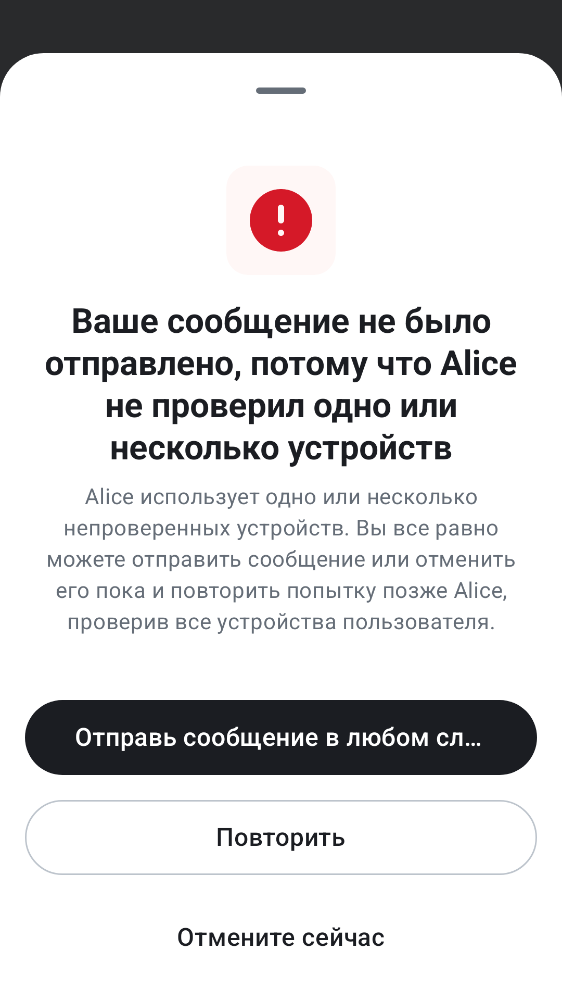 Ваше сообщение не было
отправлено, потому что Alice
не проверил одно или
несколько устройств
Alice использует одно или несколько
непроверенных устройств. Вы все равно
можете отправить сообщение или отменить
его пока и повторить попытку позже Alice,
проверив все устройства пользователя.
Отправь сообщение в любом сл...
Повторить
Отмените сейчас